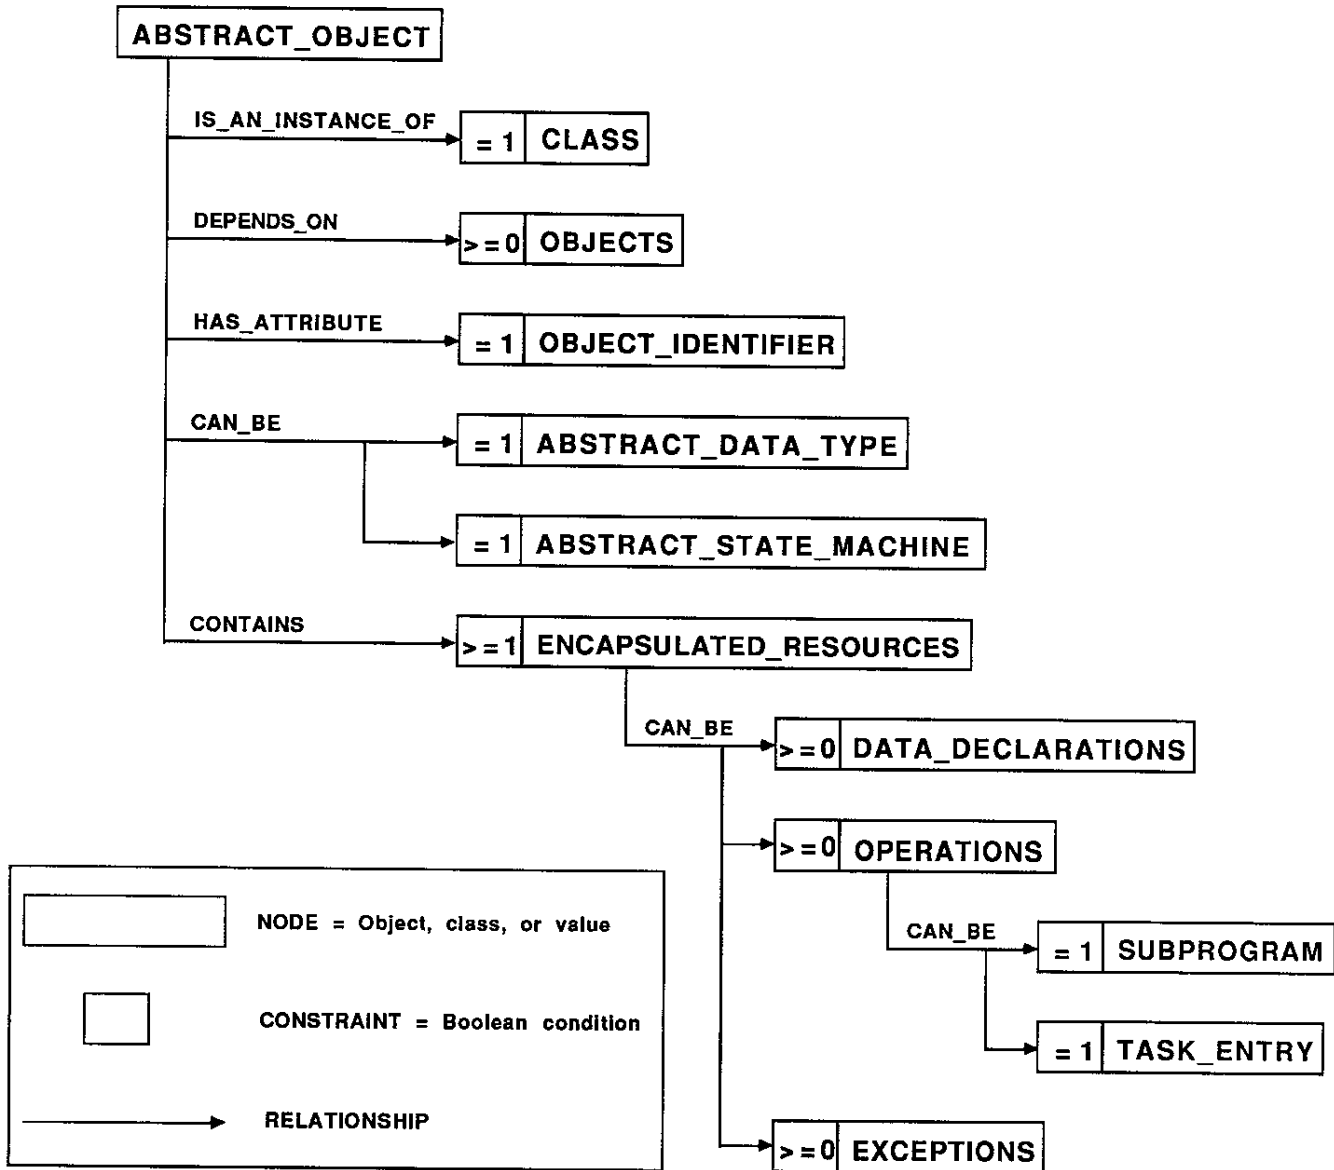 ABSTRACT_OBJECT
IS_AN_INSTANCE_OF
= 1 CLASS
DEPENDS_ON
>=0 OBJECTS
HAS_ATTRIBUTE
= 1 OBJECT_IDENTIFIER
CAN_BE
= 1 ABSTRACT_DATA_TYPE
= 1 ABSTRACT_STATE_MACHINE
CONTAINS
>=1 ENCAPSULATED_RESOURCES
CAN_BE
>=0 DATA_DECLARATIONS
>=0 OPERATIONS
CAN_BE
= 1 SUBPROGRAM
= 1 TASK_ENTRY
>=0 EXCEPTIONS
NODE = Object, class, or value
CONSTRAINT = Boolean condition
RELATIONSHIP